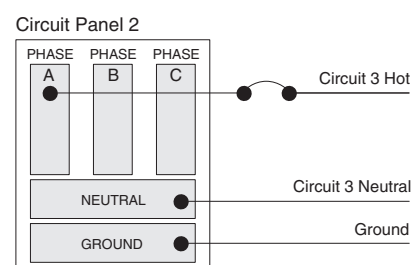 Circuit Panel 2
PHASE PHASE PHASE
A B C
Circuit 3 Hot
NEUTRAL
Circuit 3 Neutral
GROUND
Ground